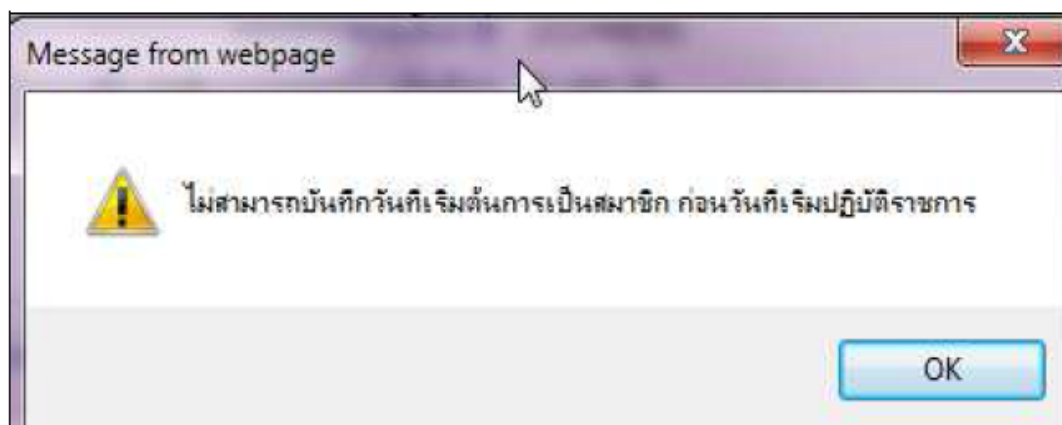 Message from webpage
ไม่สามารถบันทึกวันที่เริ่มต้นการเป็นสมาชิก ก่อนวันที่เริ่มปฏิบัติราชการ
OK